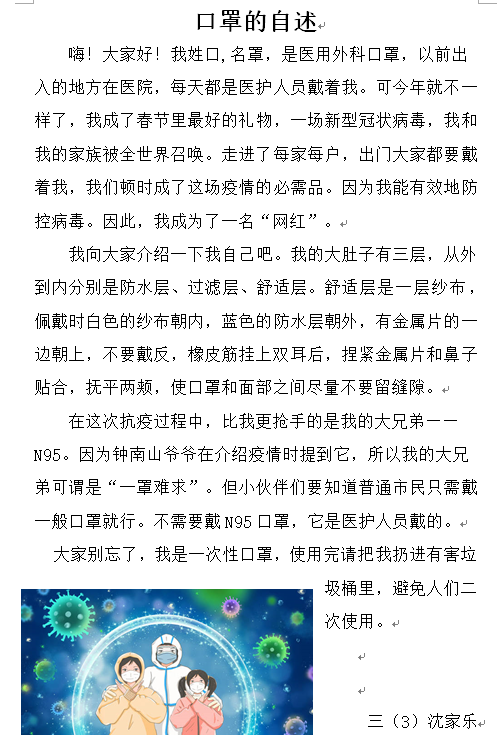 口罩的自述
嗨！大家好！我姓口,名罩，是医用外科口罩，以前出
入的地方在医院，每天都是医护人员戴着我。可今年就不一
样了，我成了春节里最好的礼物，一场新型冠状病毒，我和
我的家族被全世界召唤。走进了每家每户，出门大家都要戴
着我，我们顿时成了这场疫情的必需品。因为我能有效地防
控病毒。因此，我成为了一名“网红”。
我向大家介绍一下我自己吧。我的大肚子有三层，从外
到内分别是防水层、过滤层、舒适层。舒适层是一层纱布，
佩戴时白色的纱布朝内，蓝色的防水层朝外，有金属片的一
边朝上，不要戴反，橡皮筋挂上双耳后，捏紧金属片和鼻子
贴合，抚平两颊，使口罩和面部之间尽量不要留缝隙。
在这次抗疫过程中，比我更抢手的是我的大兄弟——
N95。因为钟南山爷爷在介绍疫情时提到它，所以我的大兄
弟可谓是“一罩难求”。但小伙伴们要知道普通市民只需戴
一般口罩就行。不需要戴 N95 口罩，它是医护人员戴的。
大家别忘了，我是一次性口罩，使用完请把我扔进有害垃
圾桶里，避免人们二
次使用。
三（3）沈家乐